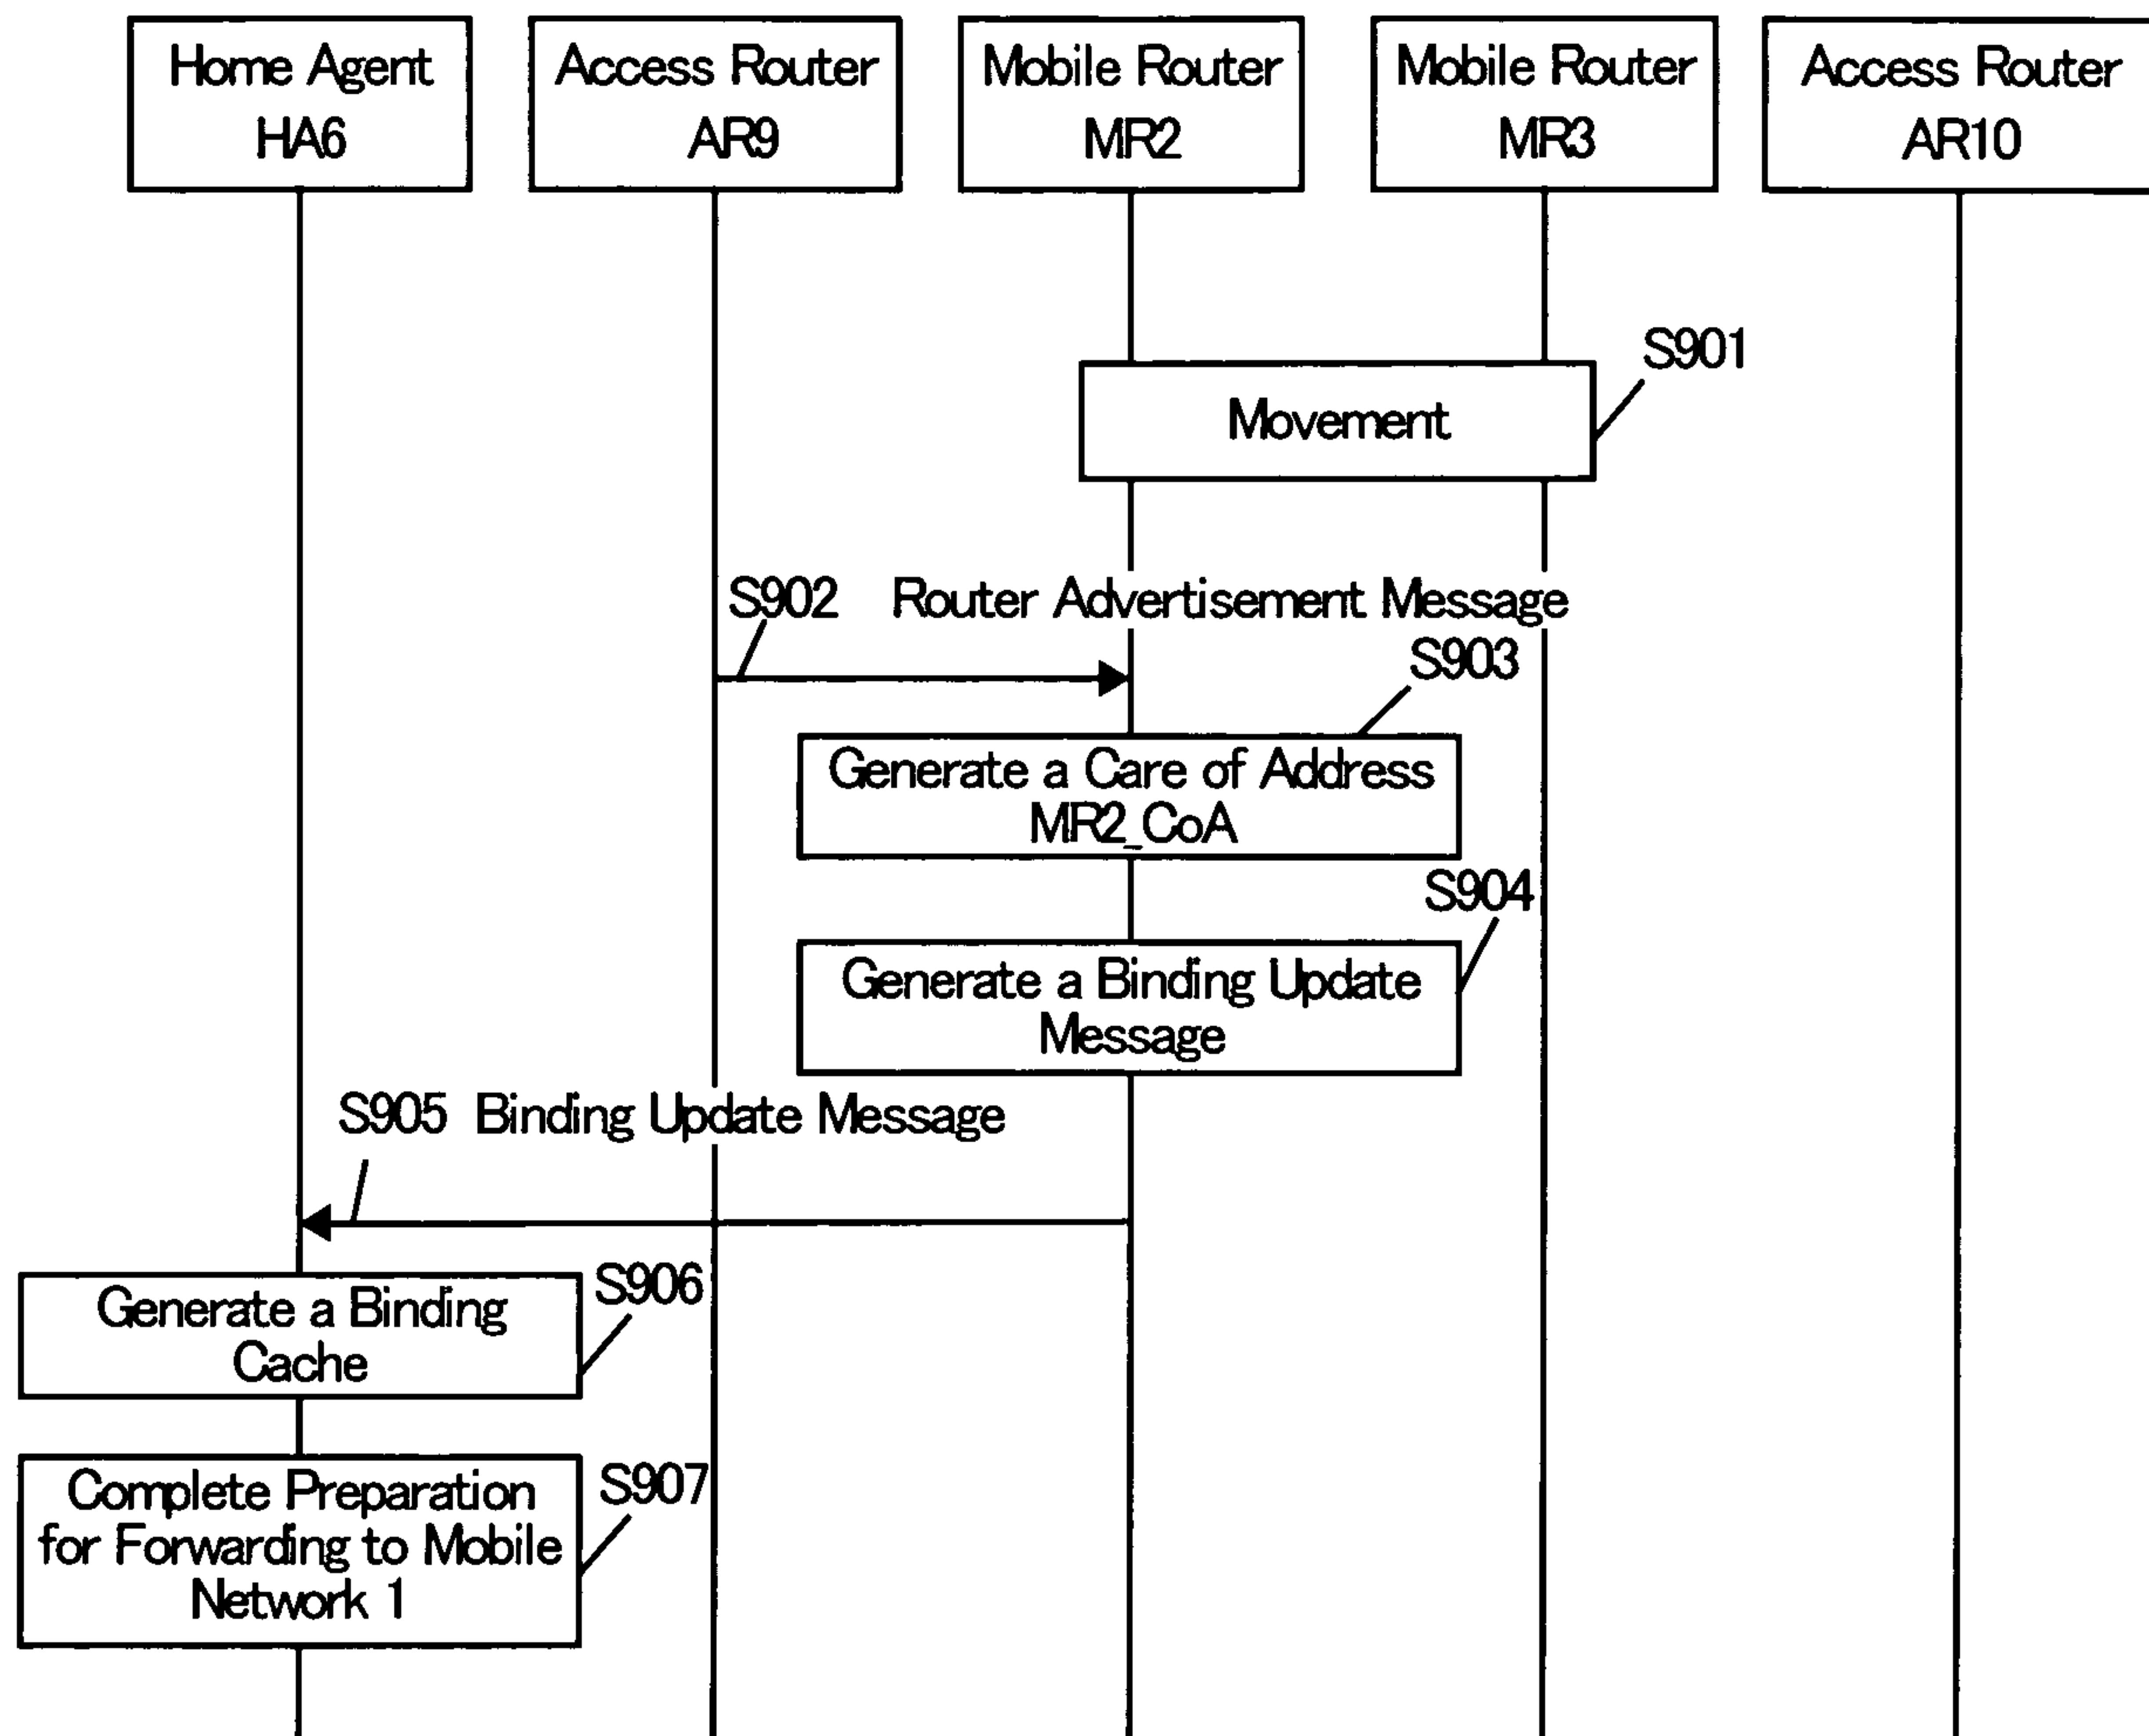 Home Agent
HA6
Access Router
AR9
Mobile Router
MR2
Mobile Router
MR3
Access Router
AR10
S901
Movement
S902 Router Advertisement Message
S903
Generate a Care of Address
MR2_CoA
S904
Generate a Binding Update
Message
S905 Binding Update Message
S906
Generate a Binding
Cache
S907
Complete Preparation
for Forwarding to Mobile
Network 1